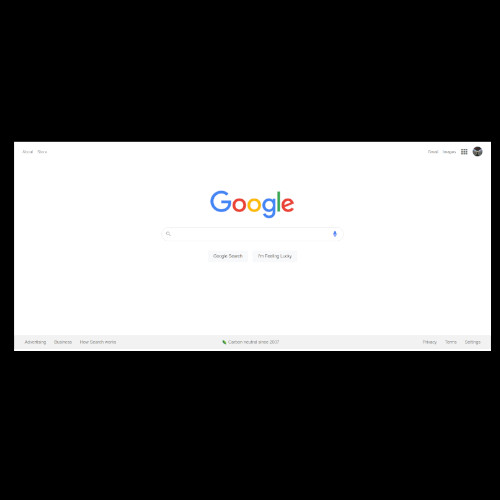 About Store
Gmail Images
Google
Google Search I'm Feeling Lucky
Advertising Business How Search works
Carbon neutral since 2007
Privacy Terms Settings